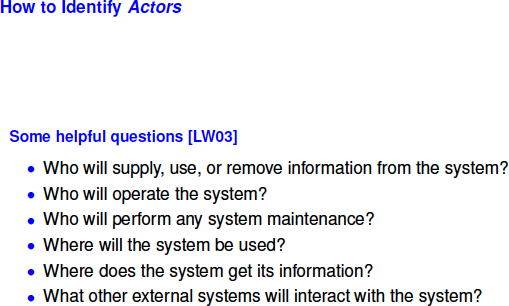 How to Identify Actors
Some helpful questions [LW03]
• Who will supply, use, or remove information from the system?
• Who will operate the system?
• Who will perform any system maintenance?
• Where will the system be used?
• Where does the system get its information?
• What other external systems will interact with the system?